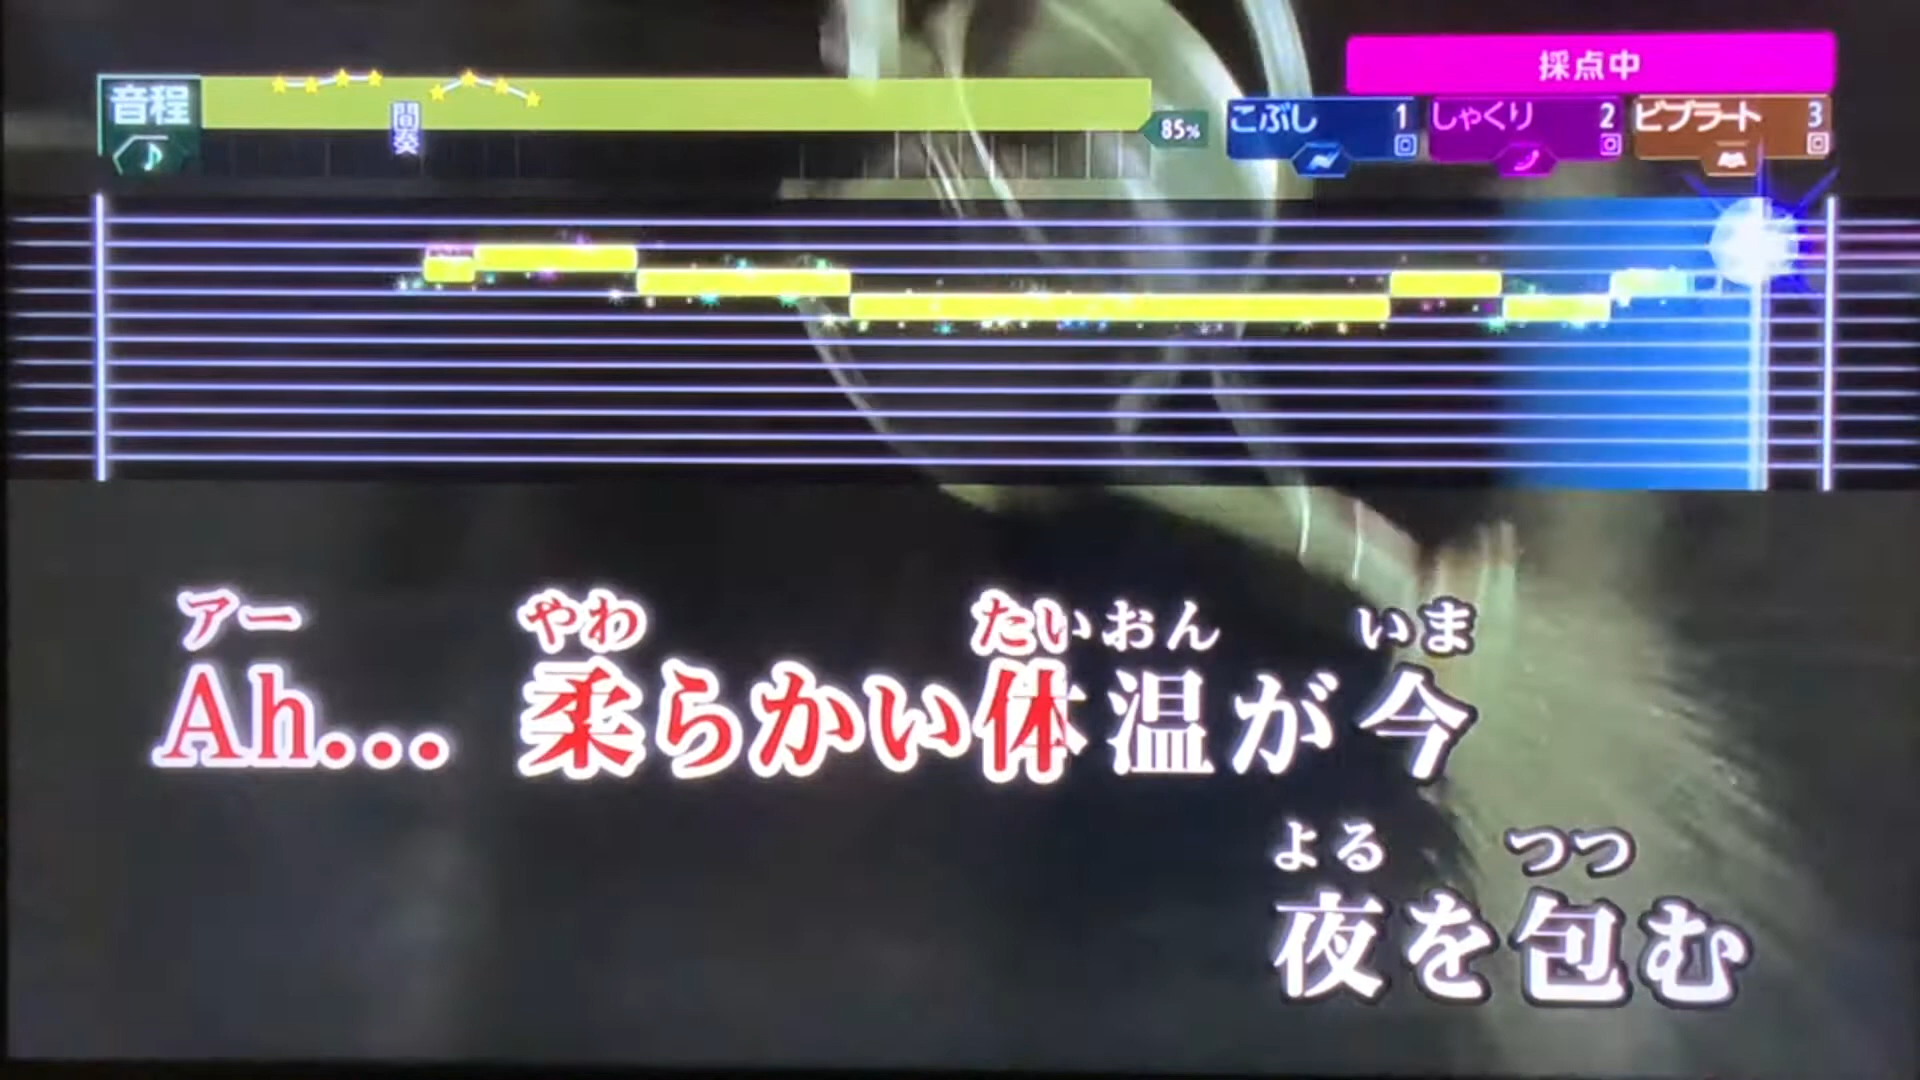 採点中
音程
間奏
85%
こぶし 1
しゃくり 2
ビブラート 3
アー やわ たいおん いま
Ah... 柔らかい体温が今
よる つつ
夜を包む